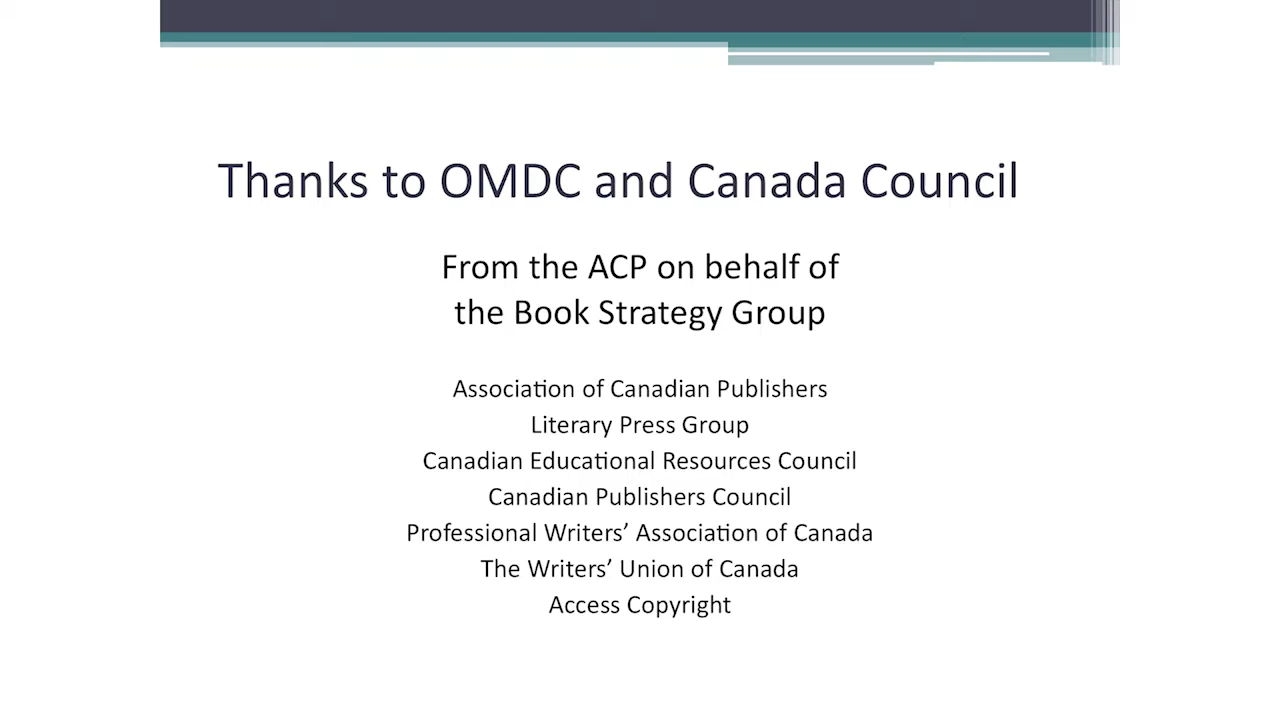 Thanks to OMDC and Canada Council
From the ACP on behalf of
the Book Strategy Group
Association of Canadian Publishers
Literary Press Group
Canadian Educational Resources Council
Canadian Publishers Council
Professional Writers’ Association of Canada
The Writers’ Union of Canada
Access Copyright